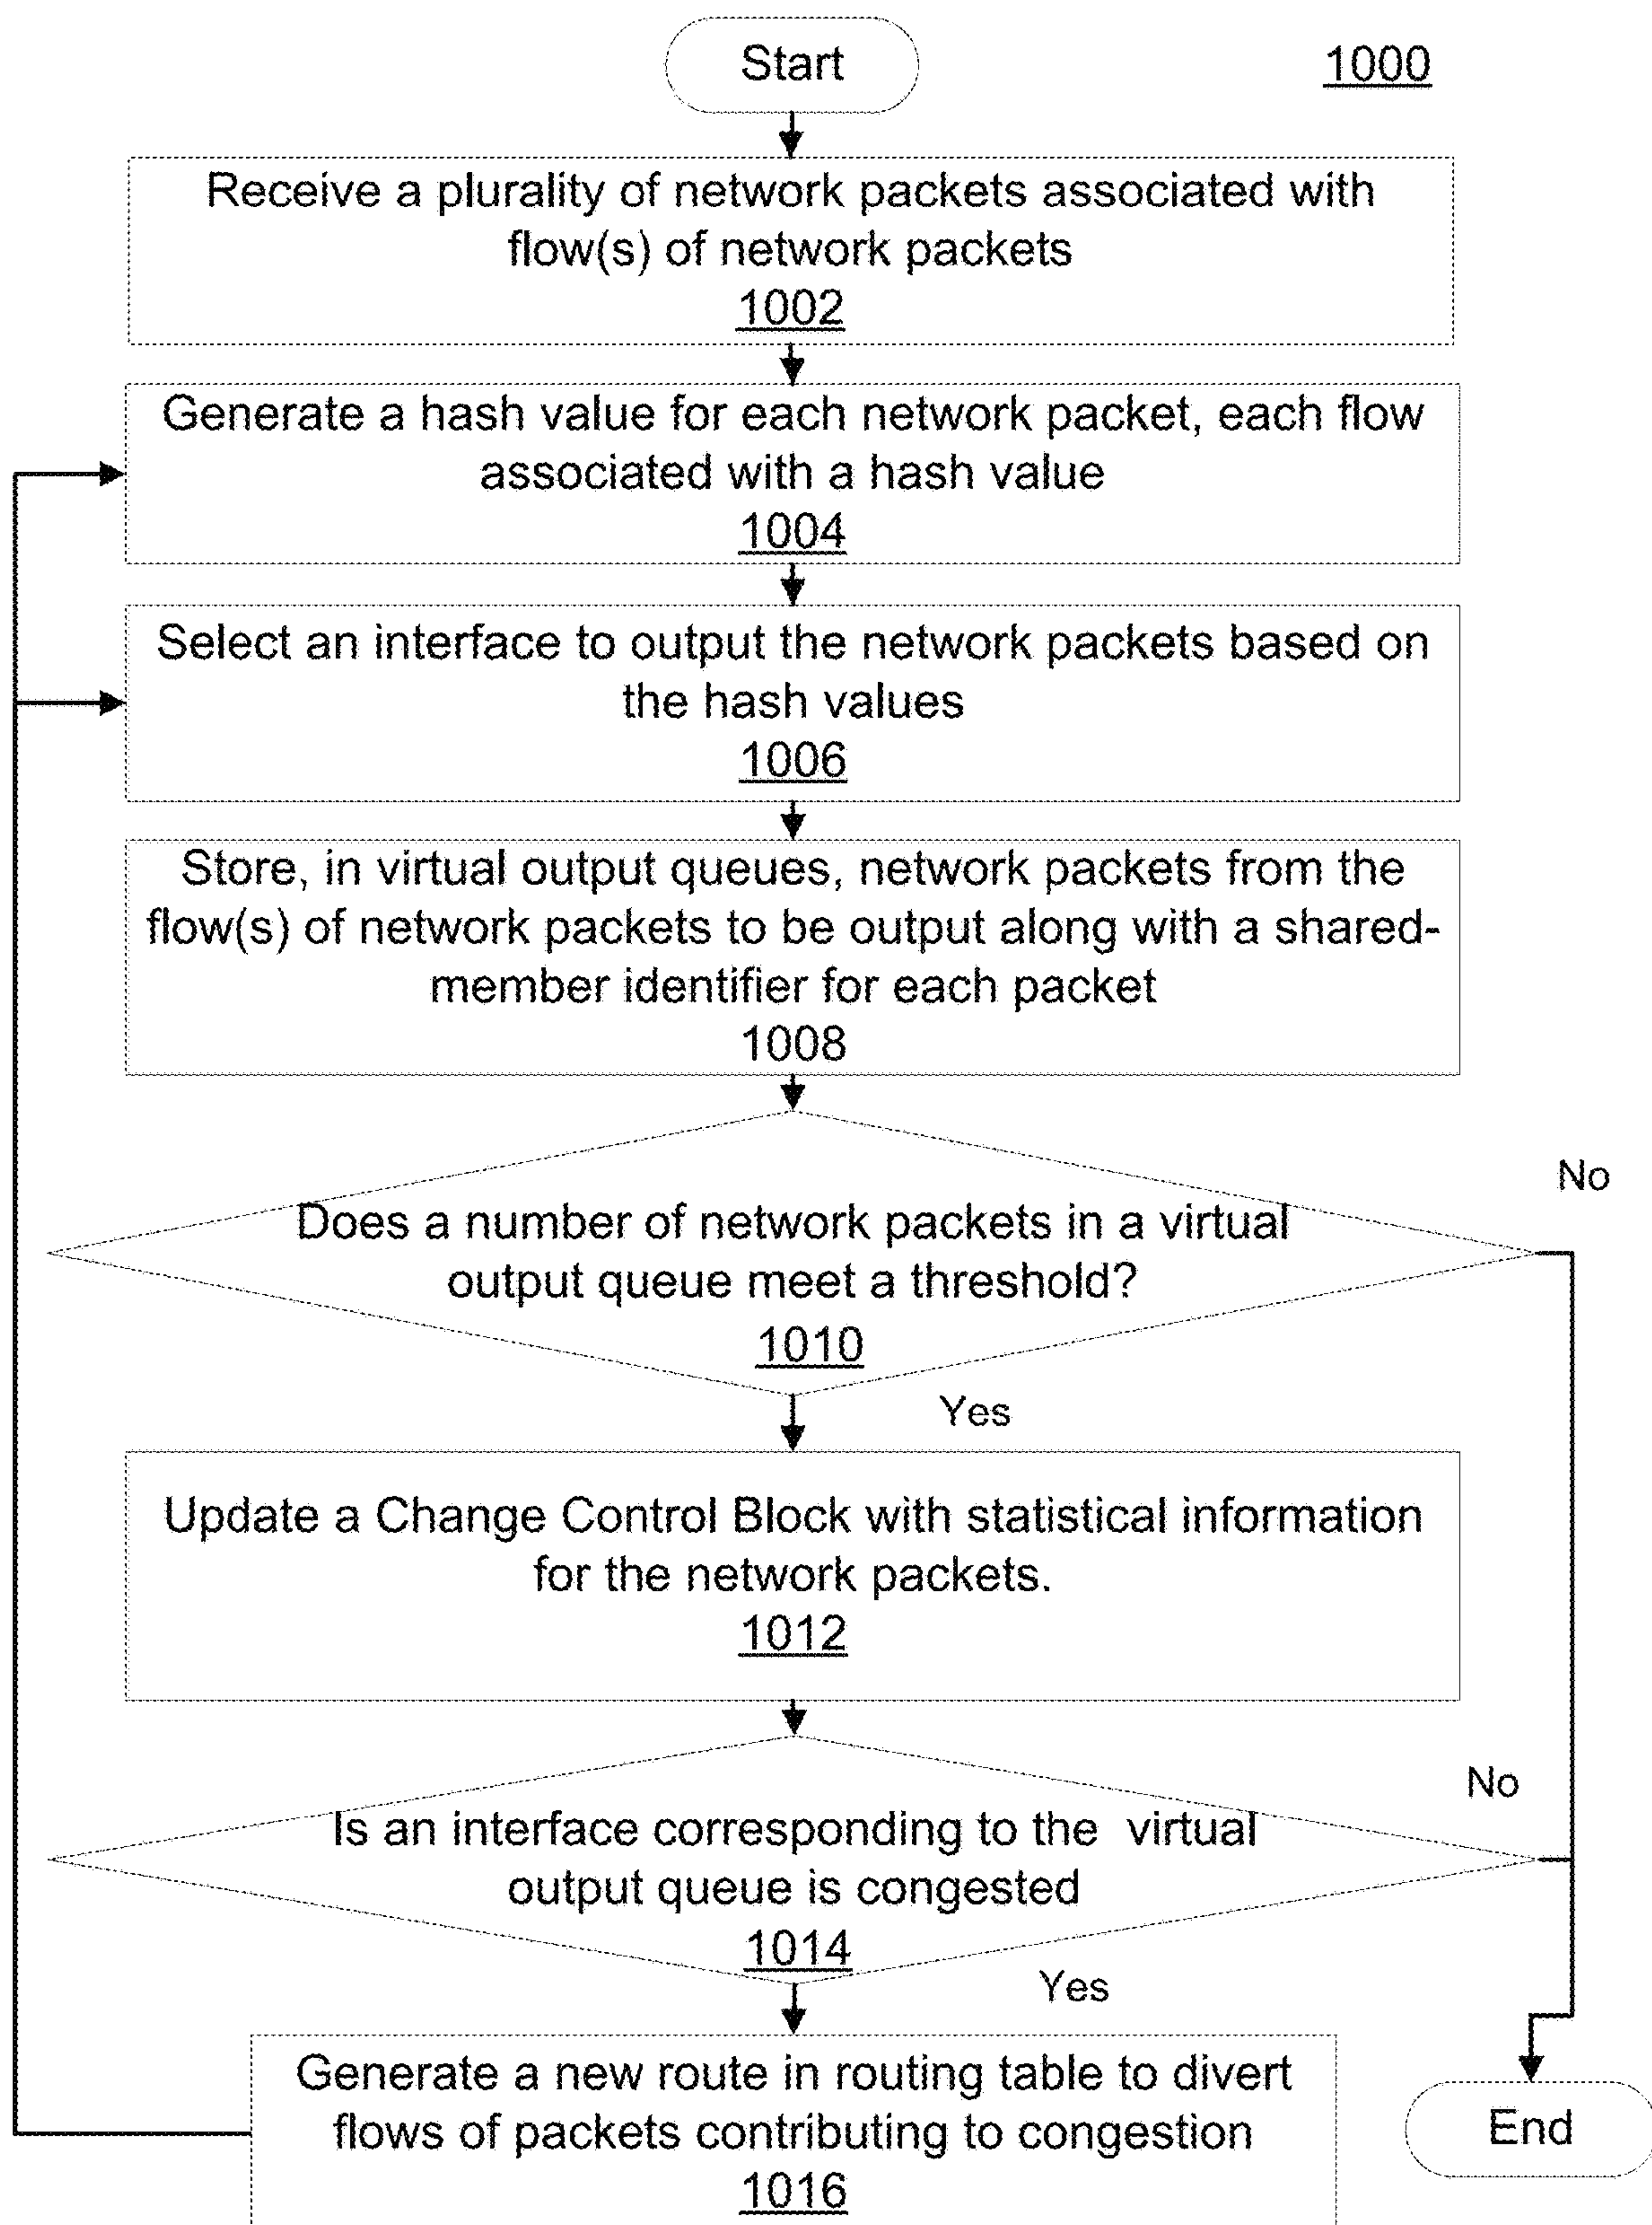 Start
1000
Receive a plurality of network packets associated with
flow(s) of network packets
1002
Generate a hash value for each network packet, each flow
associated with a hash value
1004
Select an interface to output the network packets based on
the hash values
1006
Store, in virtual output queues, network packets from the
flow(s) of network packets to be output along with a shared-
member identifier for each packet
1008
No
Does a number of network packets in a virtual
output queue meet a threshold?
1010
Yes
Update a Change Control Block with statistical information
for the network packets.
1012
No
Is an interface corresponding to the  virtual
output queue is congested
1014
Yes
Generate a new route in routing table to divert
flows of packets contributing to congestion
1016
End